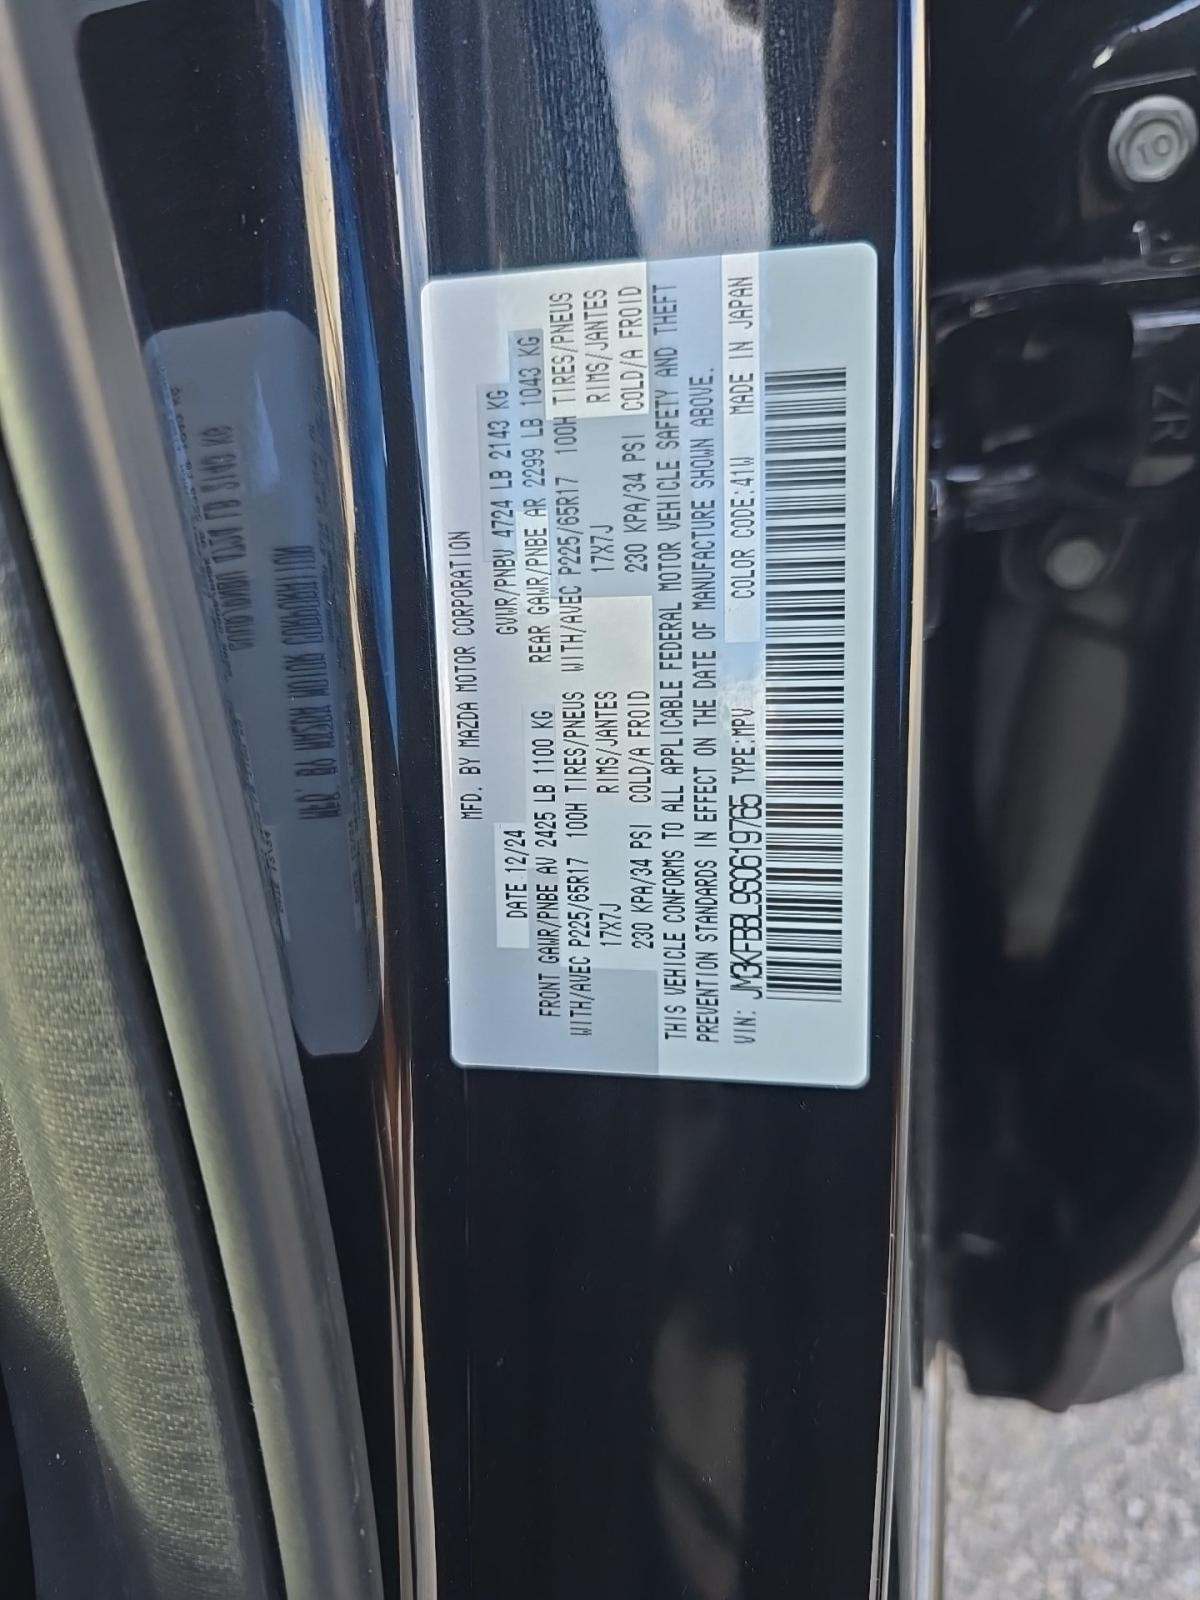 MFD. BY MAZDA MOTOR CORPORATION
DATE 12/24 GVWR/PNBV 4724 LB 2143 KG
FRONT GAWR/PNBE AV 2425 LB 1100 KG REAR GAWR/PNBE AR 2299 LB 1043 KG
WITH/AVEC P225/65R17 100H TIRES/PNEUS WITH/AVEC P225/65R17 100H TIRES/PNEUS
17X7J RIMS/JANTES 17X7J RIMS/JANTES
230 KPA/34 PSI COLD/A FROID 230 KPA/34 PSI COLD/A FROID
THIS VEHICLE CONFORMS TO ALL APPLICABLE FEDERAL MOTOR VEHICLE SAFETY AND THEFT
PREVENTION STANDARDS IN EFFECT ON THE DATE OF MANUFACTURE SHOWN ABOVE.
VIN: JM3KFBBL9S0619765 TYPE:MPV COLOR CODE:41W MADE IN JAPAN
10
ZR